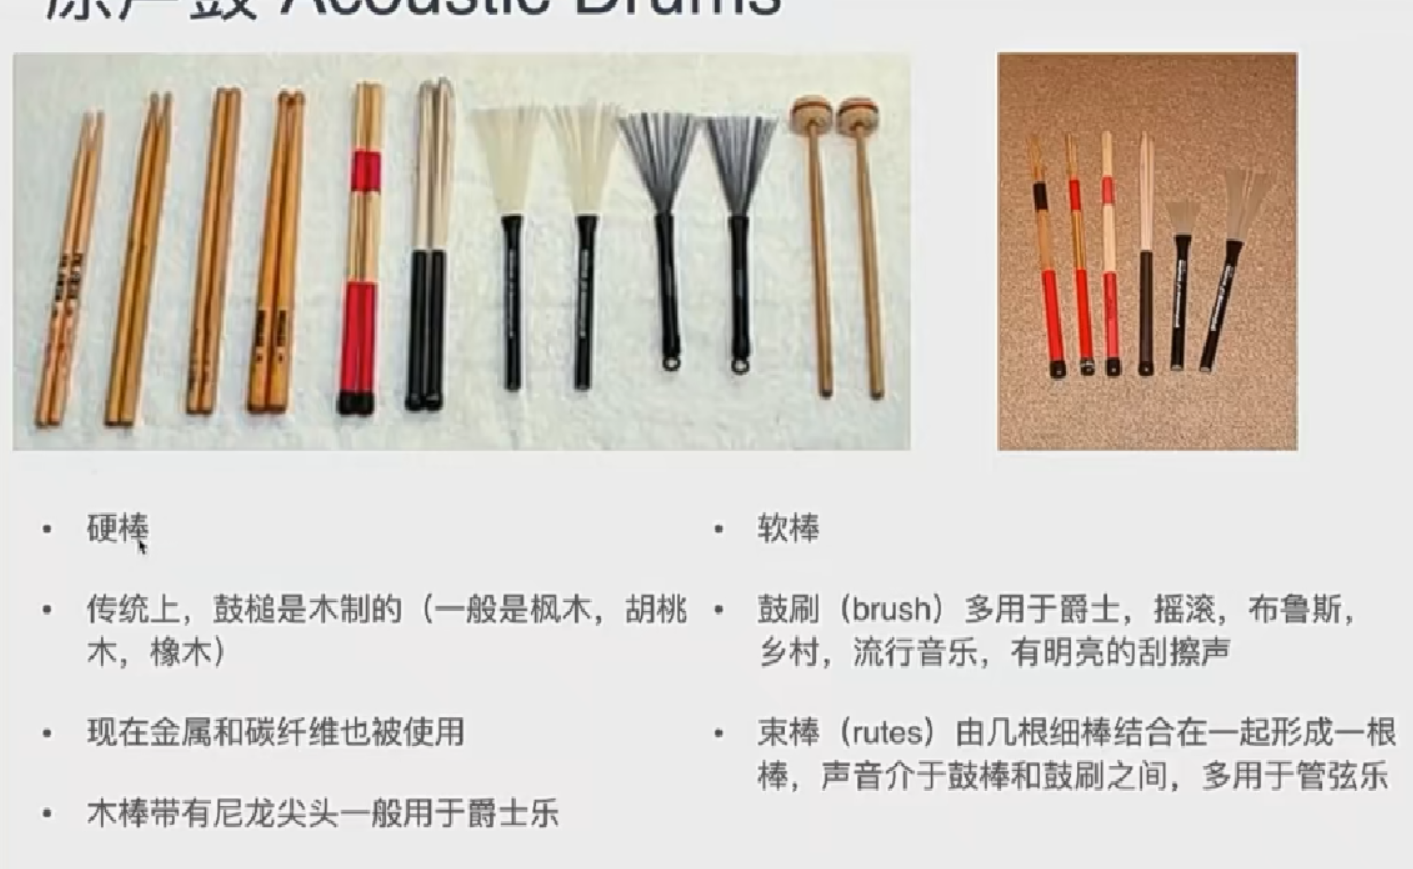 原声鼓 Acoustic Drums
硬棒
传统上，鼓槌是木制的（一般是枫木，胡桃
木，橡木）
现在金属和碳纤维也被使用
木棒带有尼龙尖头一般用于爵士乐
软棒
鼓刷（brush）多用于爵士，摇滚，布鲁斯，
乡村，流行音乐，有明亮的刮擦声
束棒（rutes）由几根细棒结合在一起形成一根
棒，声音介于鼓棒和鼓刷之间，多用于管弦乐